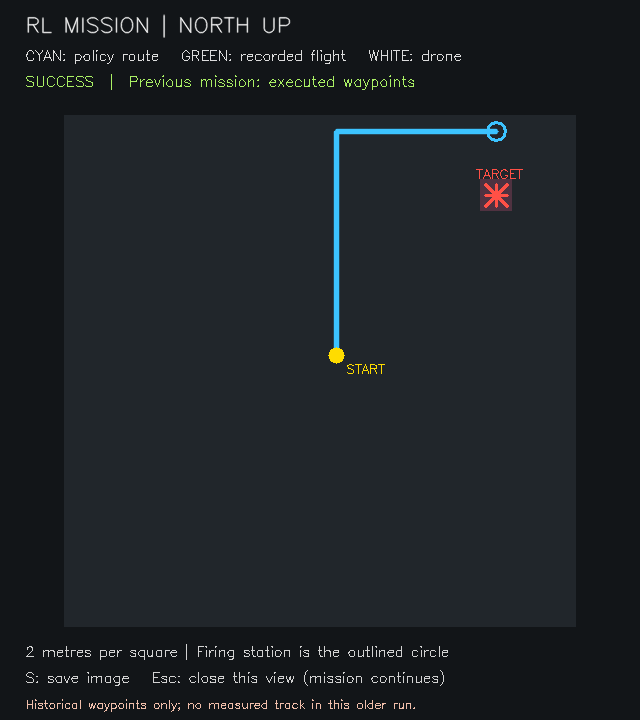 RL MISSION | NORTH UP
CYAN: policy route GREEN: recorded flight WHITE: drone
SUCCESS | Previous mission: executed waypoints
TARGET
START
2 metres per square | Firing station is the outlined circle
S: save image Esc: close this view (mission continues)
Historical waypoints only; no measured track in this older run.